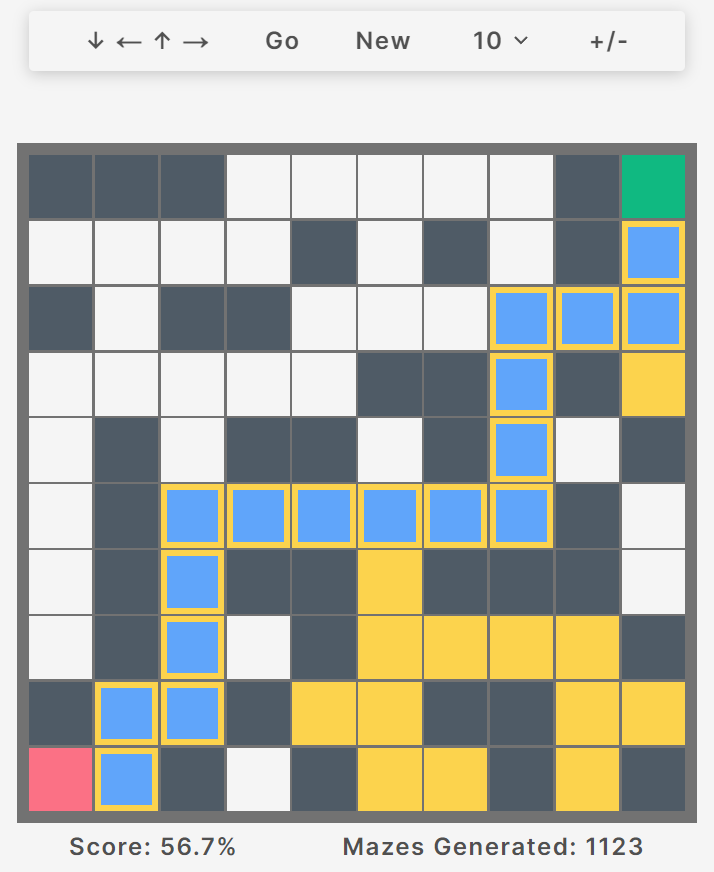 ↓ ← ↑ → Go New 10 +/-
Score: 56.7% Mazes Generated: 1123